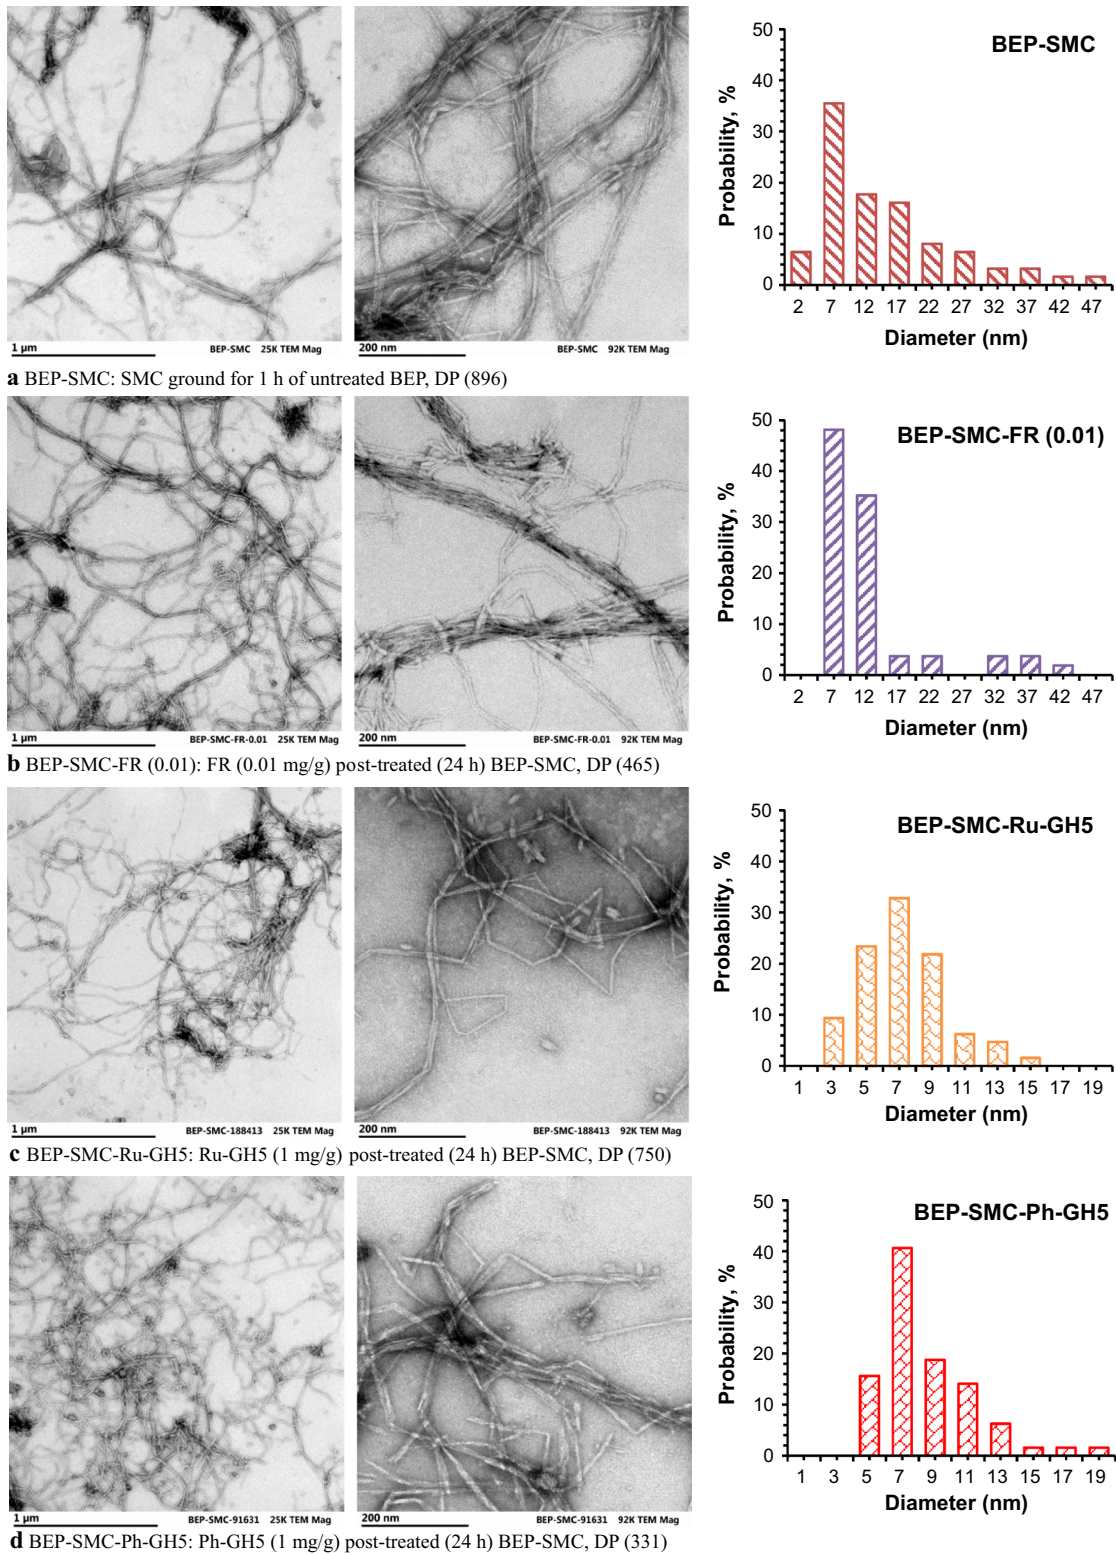 1 μm
BEP-SMC 25K TEM Mag
200 nm
BEP-SMC 92K TEM Mag
BEP-SMC
Probability, %
50
40
30
20
10
0
2 7 12 17 22 27 32 37 42 47
Diameter (nm)
a BEP-SMC: SMC ground for 1 h of untreated BEP, DP (896)
1 μm
BEP-SMC-FR-0.01 25K TEM Mag
200 nm
BEP-SMC-FR-0.01 92K TEM Mag
BEP-SMC-FR (0.01)
Probability, %
50
40
30
20
10
0
2 7 12 17 22 27 32 37 42 47
Diameter (nm)
b BEP-SMC-FR (0.01): FR (0.01 mg/g) post-treated (24 h) BEP-SMC, DP (465)
1 μm
BEP-SMC-188413 25K TEM Mag
200 nm
BEP-SMC-188413 92K TEM Mag
BEP-SMC-Ru-GH5
Probability, %
50
40
30
20
10
0
1 3 5 7 9 11 13 15 17 19
Diameter (nm)
c BEP-SMC-Ru-GH5: Ru-GH5 (1 mg/g) post-treated (24 h) BEP-SMC, DP (750)
1 μm
BEP-SMC-91631 25K TEM Mag
200 nm
BEP-SMC-91631 92K TEM Mag
BEP-SMC-Ph-GH5
Probability, %
50
40
30
20
10
0
1 3 5 7 9 11 13 15 17 19
Diameter (nm)
d BEP-SMC-Ph-GH5: Ph-GH5 (1 mg/g) post-treated (24 h) BEP-SMC, DP (331)